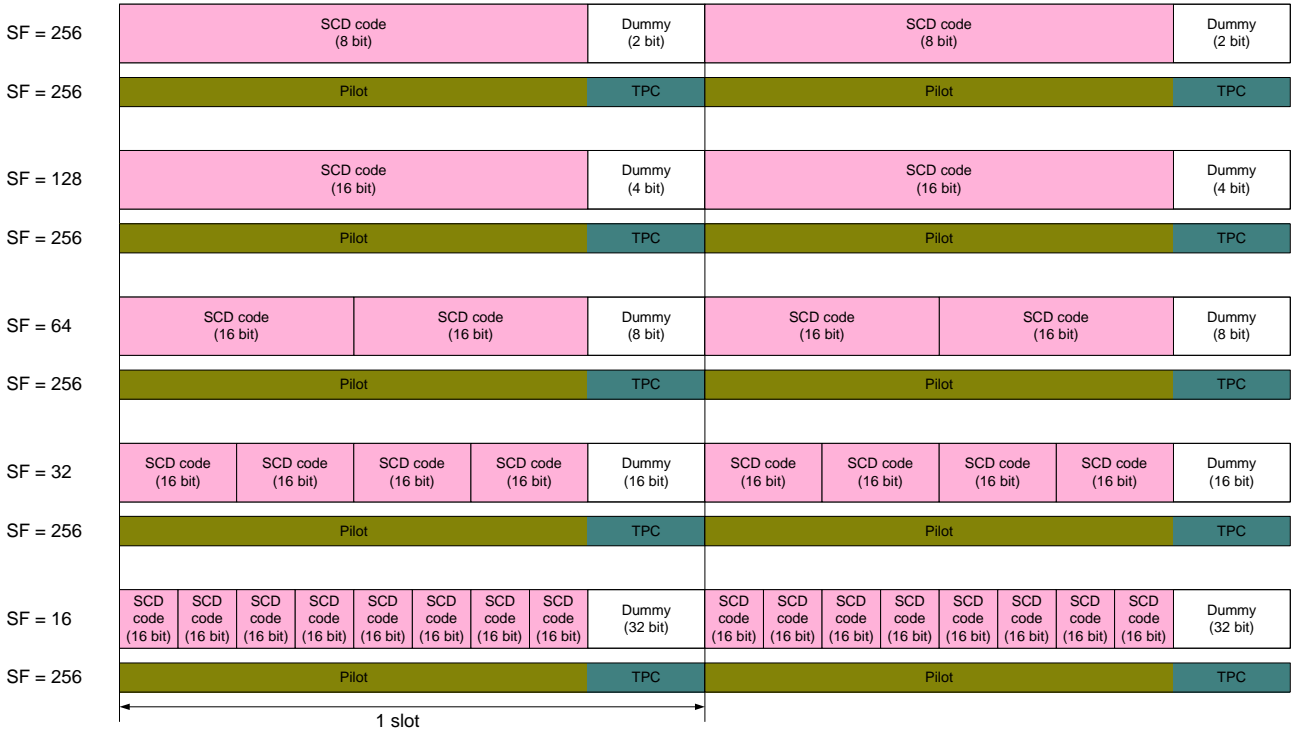 SF = 256
SCD code
(8 bit)
Dummy
(2 bit)
SCD code
(8 bit)
Dummy
(2 bit)
SF = 256
Pilot
TPC
Pilot
TPC
SF = 128
SCD code
(16 bit)
Dummy
(4 bit)
SCD code
(16 bit)
Dummy
(4 bit)
SF = 256
Pilot
TPC
Pilot
TPC
SF = 64
SCD code
(16 bit)
SCD code
(16 bit)
Dummy
(8 bit)
SCD code
(16 bit)
SCD code
(16 bit)
Dummy
(8 bit)
SF = 256
Pilot
TPC
Pilot
TPC
SF = 32
SCD code
(16 bit)
SCD code
(16 bit)
SCD code
(16 bit)
SCD code
(16 bit)
Dummy
(16 bit)
SCD code
(16 bit)
SCD code
(16 bit)
SCD code
(16 bit)
SCD code
(16 bit)
Dummy
(16 bit)
SF = 256
Pilot
TPC
Pilot
TPC
SF = 16
SCD
code
(16 bit)
SCD
code
(16 bit)
SCD
code
(16 bit)
SCD
code
(16 bit)
SCD
code
(16 bit)
SCD
code
(16 bit)
SCD
code
(16 bit)
SCD
code
(16 bit)
Dummy
(32 bit)
SCD
code
(16 bit)
SCD
code
(16 bit)
SCD
code
(16 bit)
SCD
code
(16 bit)
SCD
code
(16 bit)
SCD
code
(16 bit)
SCD
code
(16 bit)
SCD
code
(16 bit)
Dummy
(32 bit)
SF = 256
Pilot
TPC
Pilot
TPC
1 slot